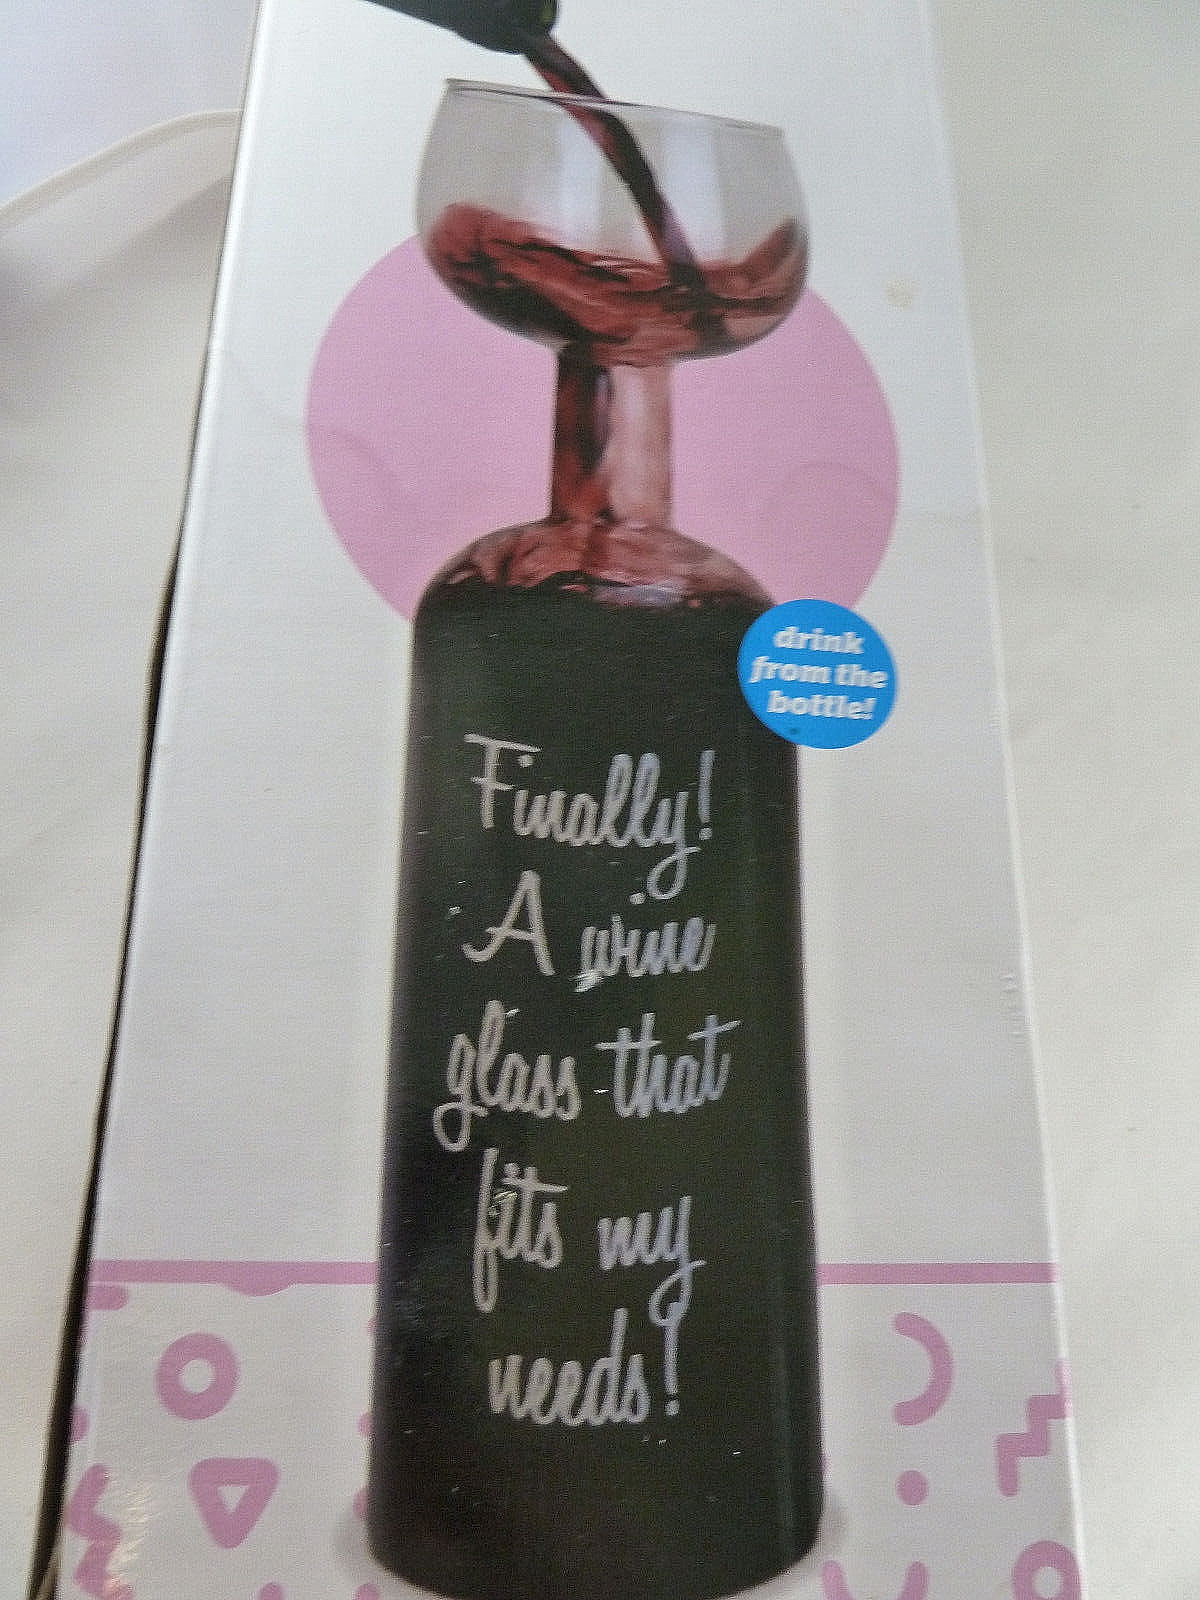 drink
from the
bottle!
Finally!
A wine
glass that
fits my
needs!